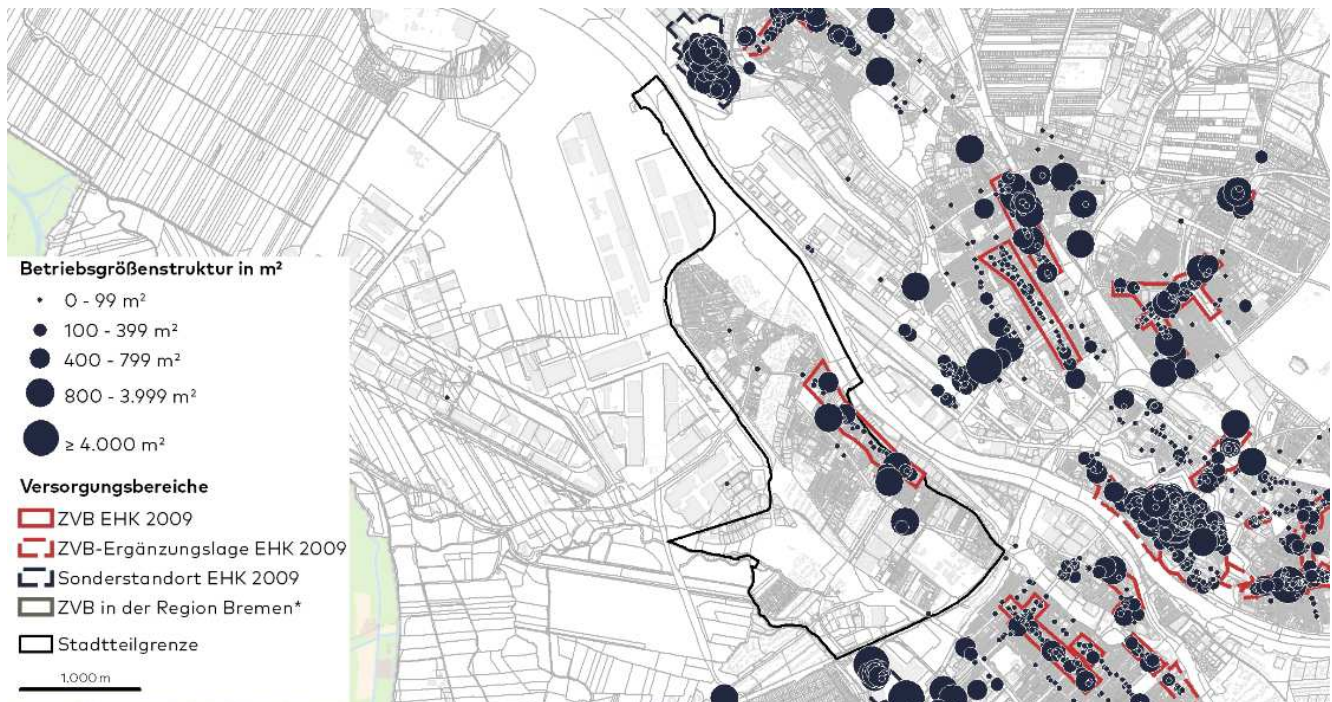 Betriebsgrößenstruktur in m²
0 - 99 m²
100 - 399 m²
400 - 799 m²
800 - 3.999 m²
≥ 4.000 m²
Versorgungsbereiche
ZVB EHK 2009
ZVB-Ergänzungslage EHK 2009
Sonderstandort EHK 2009
ZVB in der Region Bremen*
Stadtteilgrenze
1.000 m